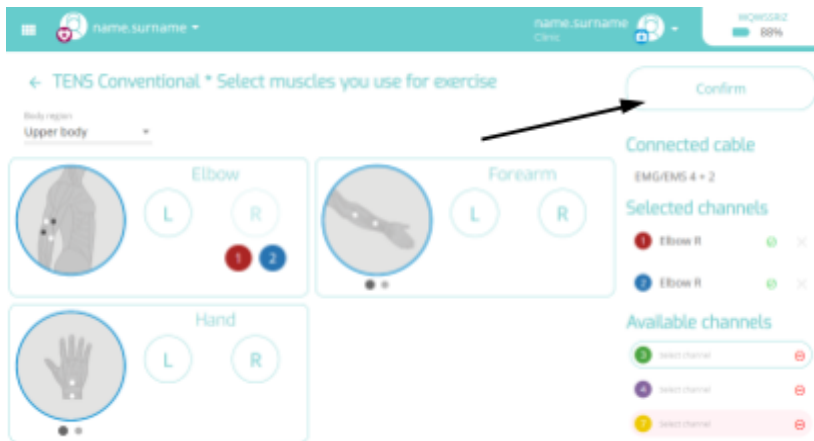 name.surname
name.surname
Clinic
WQWSSRIZ
88%
← TENS Conventional * Select muscles you use for exercise
Confirm
Body region
Upper body
Connected cable
EMG/EMS 4 + 2
Elbow
L
R
1
2
Forearm
L
R
Selected channels
1 Elbow R
2 Elbow R
Hand
L
R
Available channels
3 Select channel
4 Select channel
7 Select channel